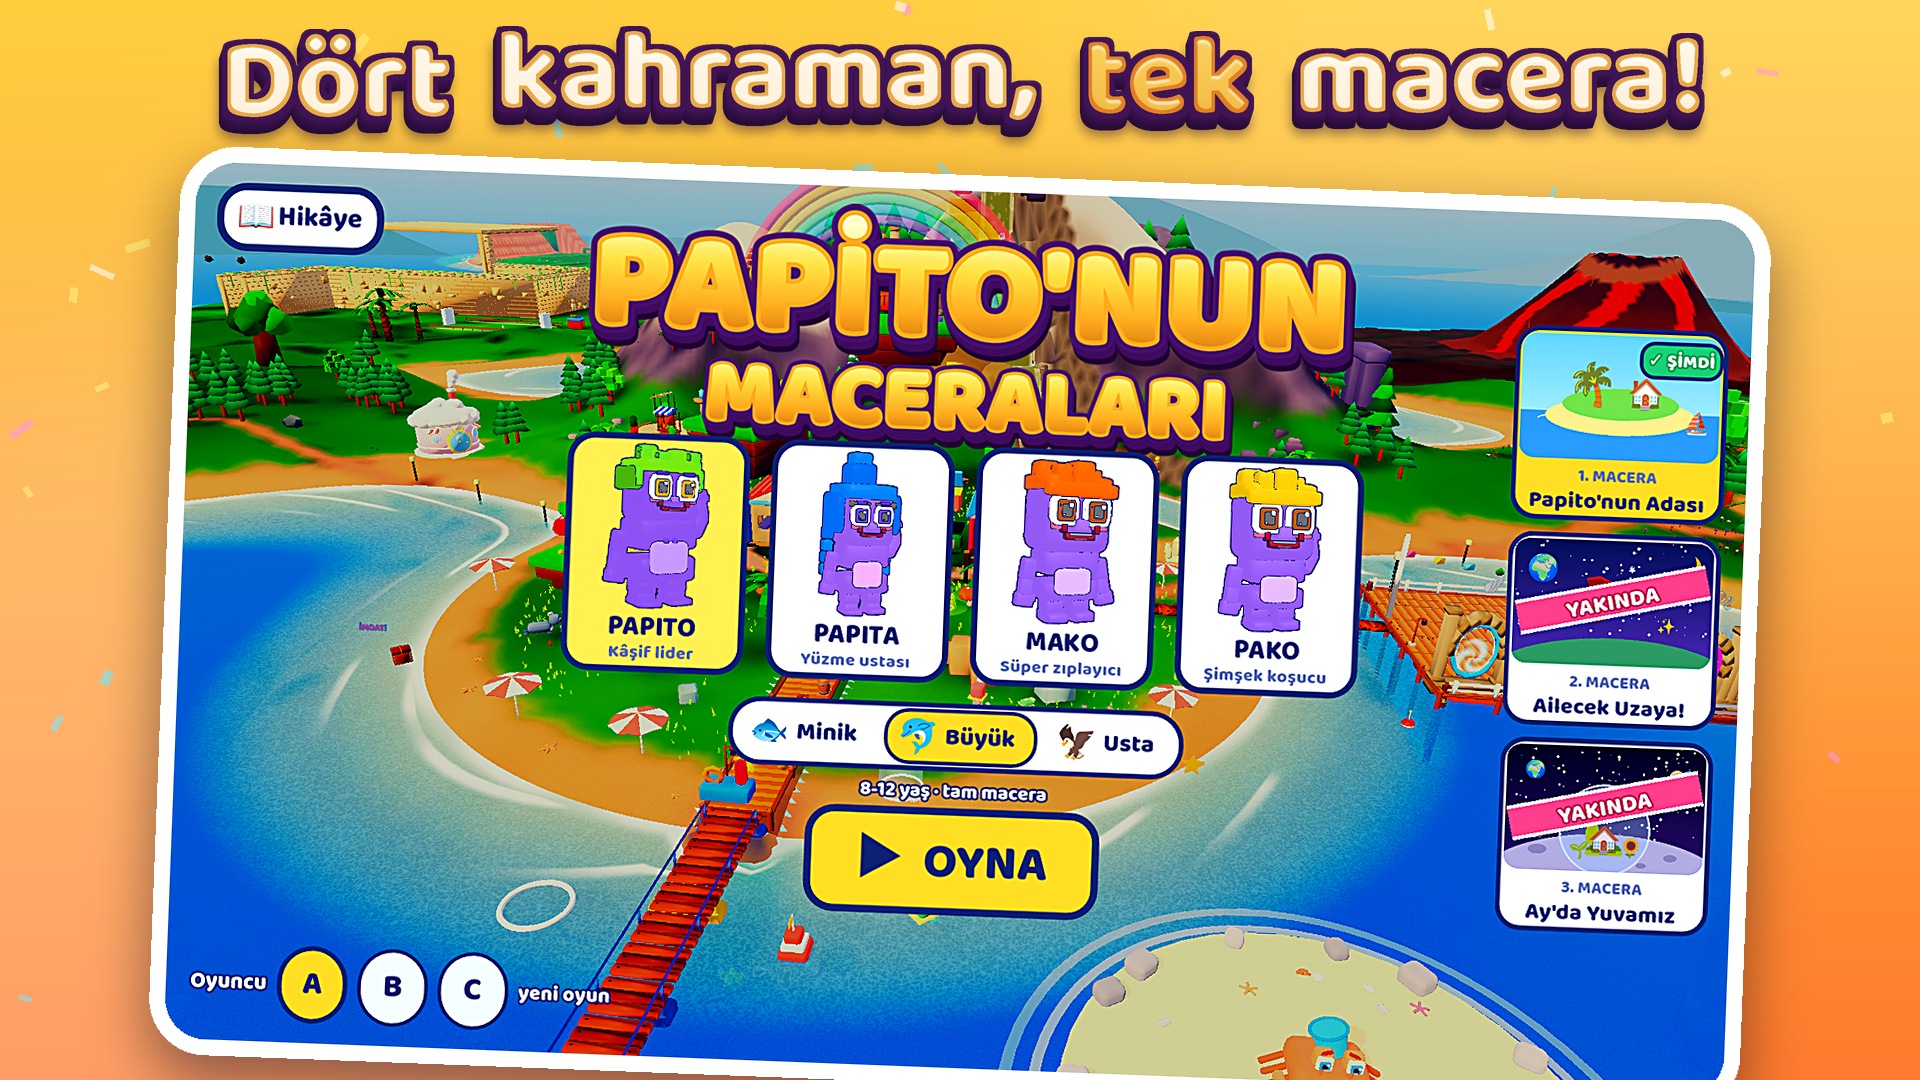 Dört kahraman, tek macera!
Hikâye
PAPİTO'NUN
MACERALARI
✓ ŞİMDİ
1. MACERA
Papito'nun Adası
PAPITO
Kâşif lider
PAPITA
Yüzme ustası
MAKO
Süper zıplayıcı
PAKO
Şimşek koşucu
YAKINDA
2. MACERA
Ailecek Uzaya!
Minik
Büyük
Usta
8-12 yaş • tam macera
OYNA
YAKINDA
3. MACERA
Ay'da Yuvamız
Oyuncu A B C yeni oyun